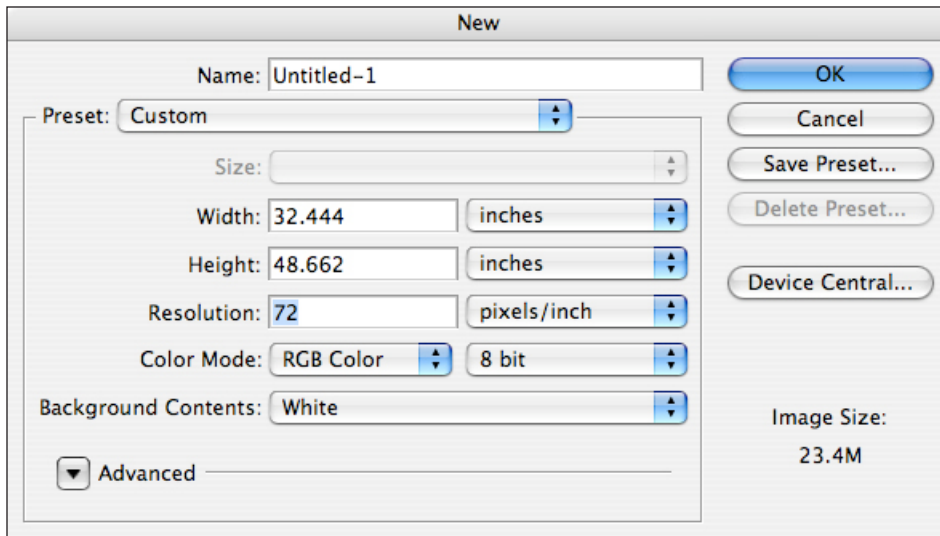 New
Name: Untitled-1
OK
Preset: Custom
Cancel
Size:
Save Preset...
Width: 32.444 inches
Delete Preset...
Height: 48.662 inches
Device Central...
Resolution: 72 pixels/inch
Color Mode: RGB Color 8 bit
Background Contents: White
Image Size:
23.4M
Advanced